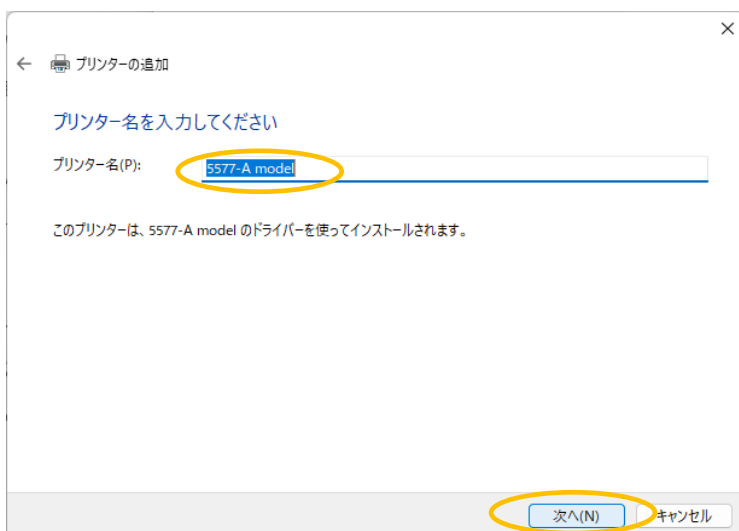 プリンターの追加
プリンター名を入力してください
プリンター名(P): 5577-A model
このプリンターは、5577-A model のドライバーを使ってインストールされます。
次へ(N) キャンセル